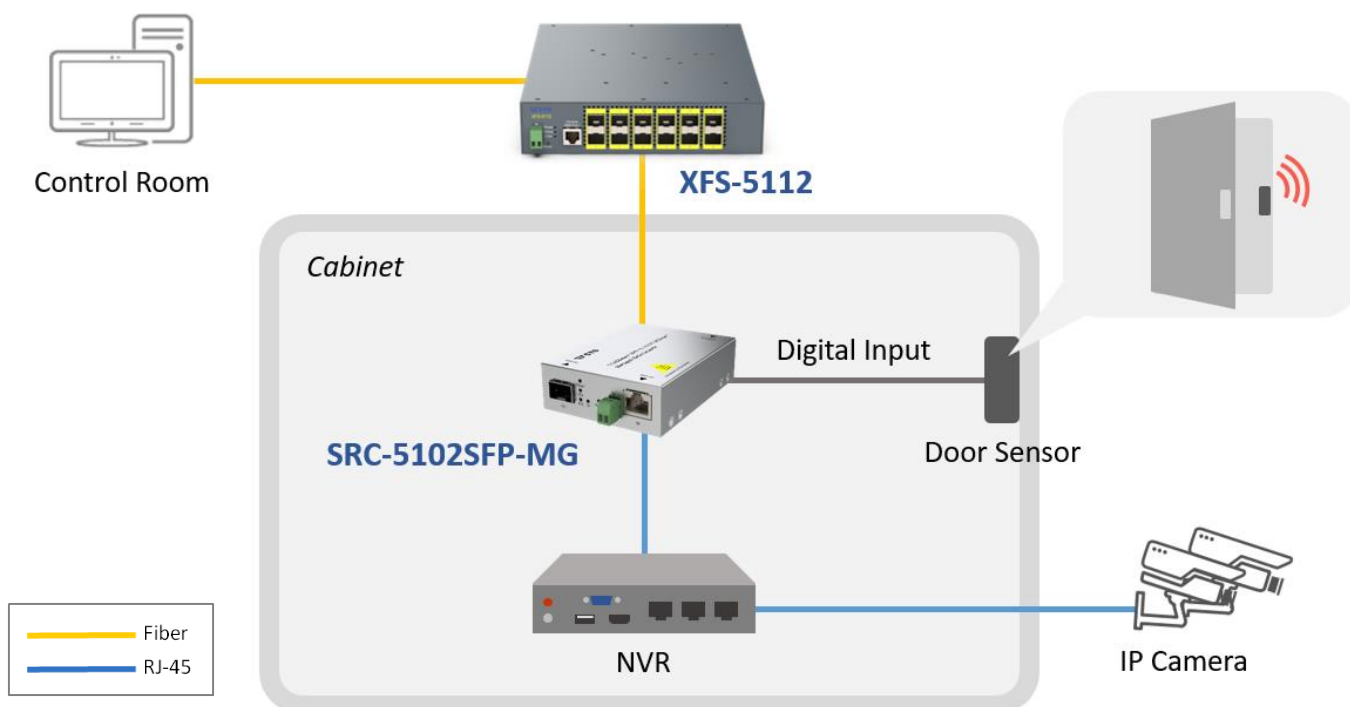 Control Room
XFS-5112
Cabinet
Digital Input
SRC-5102SFP-MG
Door Sensor
NVR
IP Camera
Fiber
RJ-45